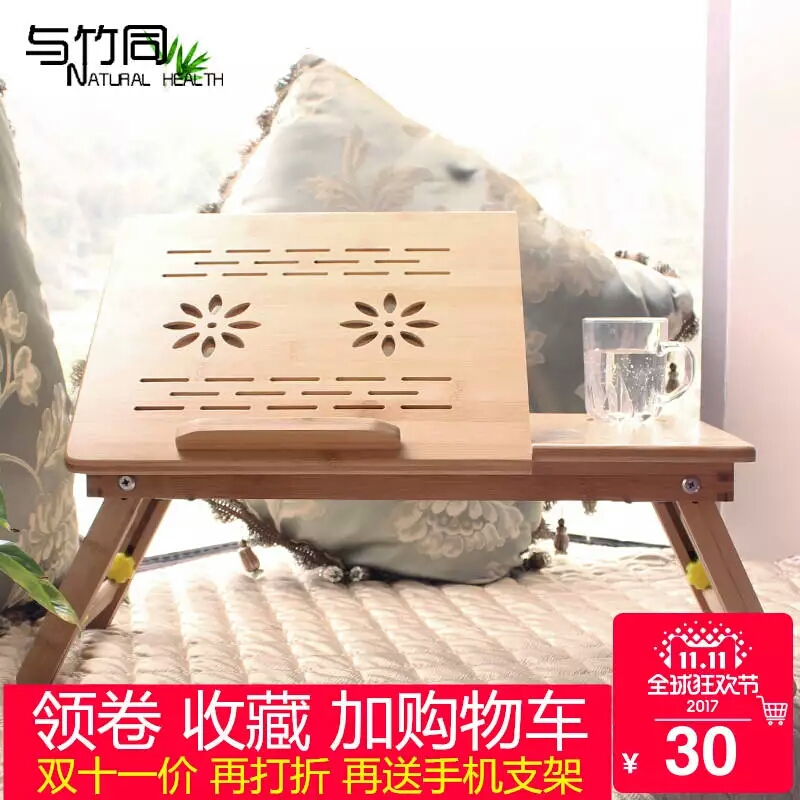 与竹同
NATURAL HEALTH
11.11
全球狂欢节
2017
¥ 30
领卷 收藏 加购物车
双十一价 再打折 再送手机支架